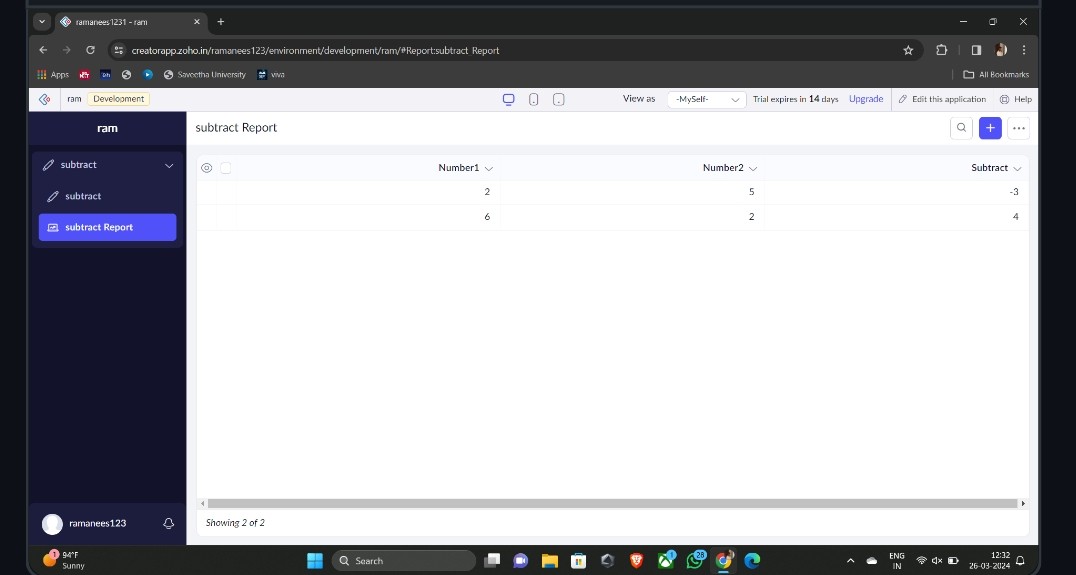 ramanees1231 - ram
creatorapp.zoho.in/ramanees123/environment/development/ram/#Report:subtract Report
Apps Saveetha University viva All Bookmarks
ram Development View as -MySelf- Trial expires in 14 days Upgrade Edit this application Help
ram
subtract Report
subtract
subtract
subtract Report
Number1 Number2 Subtract
2 5 -3
6 2 4
Showing 2 of 2
ramanees123
1
94°F
Sunny
Search
28
ENG
IN
12:32
26-03-2024